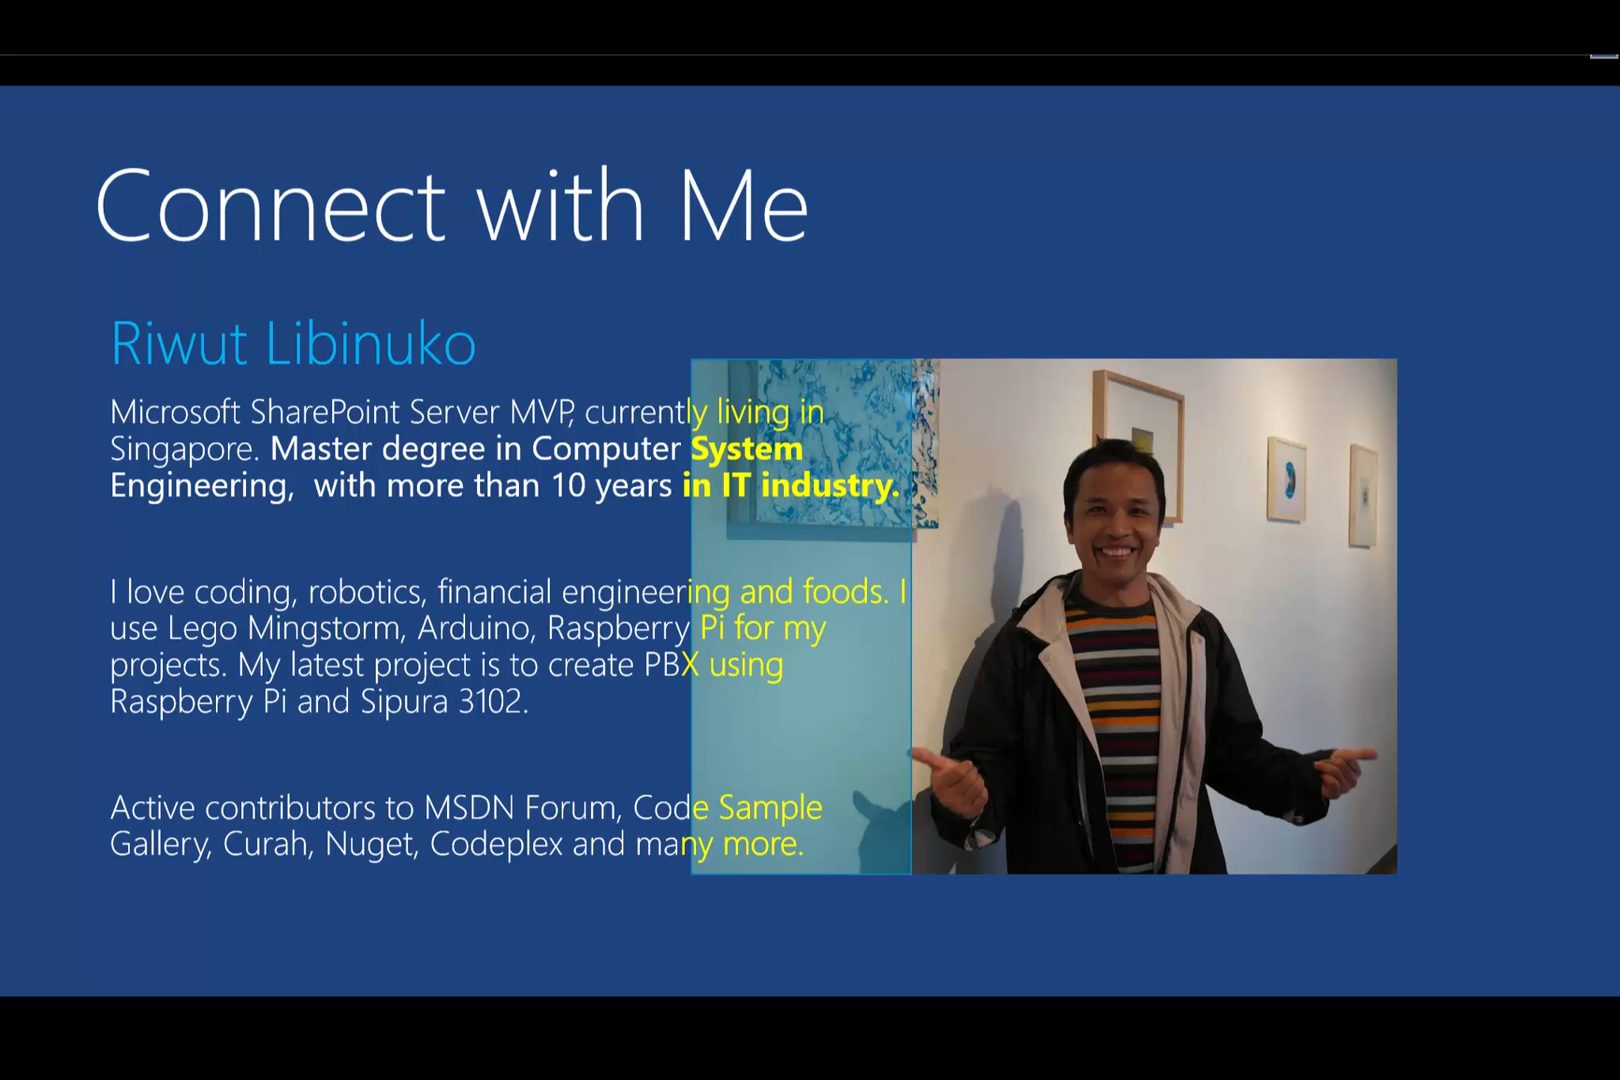 Connect with Me
Riwut Libinuko
Microsoft SharePoint Server MVP, currently living in
Singapore. Master degree in Computer System
Engineering,  with more than 10 years in IT industry.
I love coding, robotics, financial engineering and foods. I
use Lego Mingstorm, Arduino, Raspberry Pi for my
projects. My latest project is to create PBX using
Raspberry Pi and Sipura 3102.
Active contributors to MSDN Forum, Code Sample
Gallery, Curah, Nuget, Codeplex and many more.